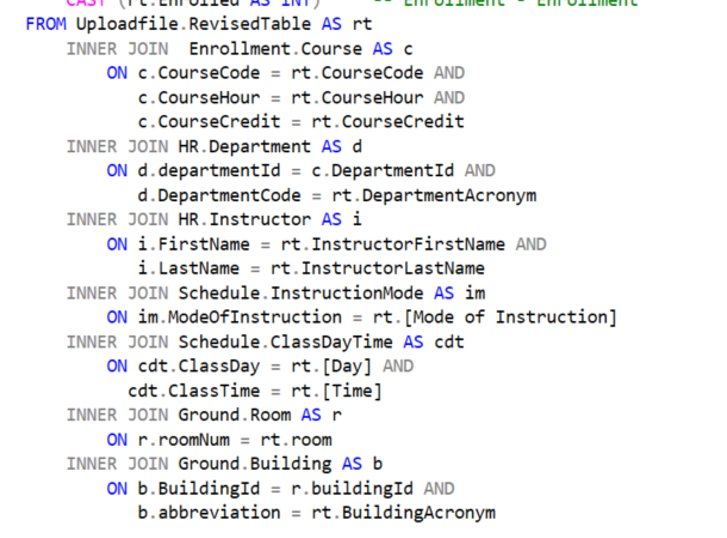 CAST (rt.Enrolled AS INT) -- Enrollment - Enrollment
FROM Uploadfile.RevisedTable AS rt
INNER JOIN  Enrollment.Course AS c
ON c.CourseCode = rt.CourseCode AND
c.CourseHour = rt.CourseHour AND
c.CourseCredit = rt.CourseCredit
INNER JOIN HR.Department AS d
ON d.departmentId = c.DepartmentId AND
d.DepartmentCode = rt.DepartmentAcronym
INNER JOIN HR.Instructor AS i
ON i.FirstName = rt.InstructorFirstName AND
i.LastName = rt.InstructorLastName
INNER JOIN Schedule.InstructionMode AS im
ON im.ModeOfInstruction = rt.[Mode of Instruction]
INNER JOIN Schedule.ClassDayTime AS cdt
ON cdt.ClassDay = rt.[Day] AND
cdt.ClassTime = rt.[Time]
INNER JOIN Ground.Room AS r
ON r.roomNum = rt.room
INNER JOIN Ground.Building AS b
ON b.BuildingId = r.buildingId AND
b.abbreviation = rt.BuildingAcronym